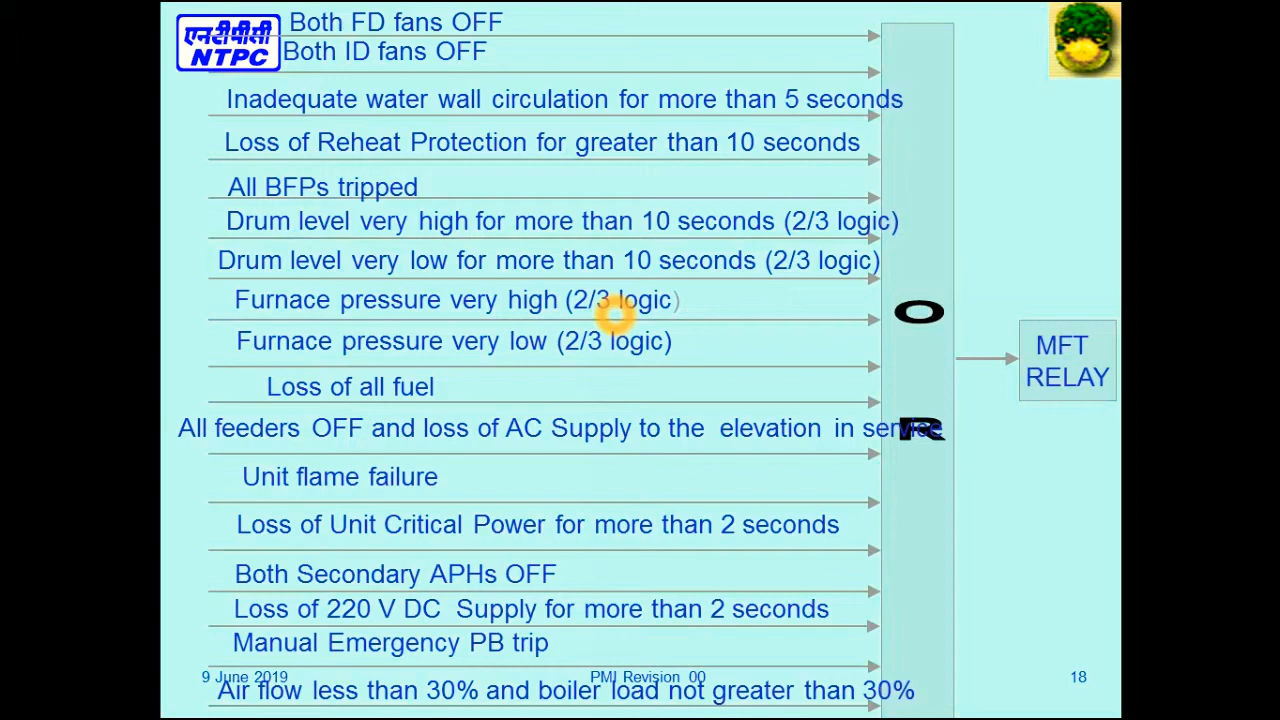 एनटीपीसी
NTPC
Both FD fans OFF
Both ID fans OFF
Inadequate water wall circulation for more than 5 seconds
Loss of Reheat Protection for greater than 10 seconds
All BFPs tripped
Drum level very high for more than 10 seconds (2/3 logic)
Drum level very low for more than 10 seconds (2/3 logic)
Furnace pressure very high (2/3 logic)
Furnace pressure very low (2/3 logic)
Loss of all fuel
All feeders OFF and loss of AC Supply to the elevation in service
Unit flame failure
Loss of Unit Critical Power for more than 2 seconds
Both Secondary APHs OFF
Loss of 220 V DC Supply for more than 2 seconds
Manual Emergency PB trip
Air flow less than 30% and boiler load not greater than 30%
O
R
MFT
RELAY
9 June 2019
PMI Revision 00
18